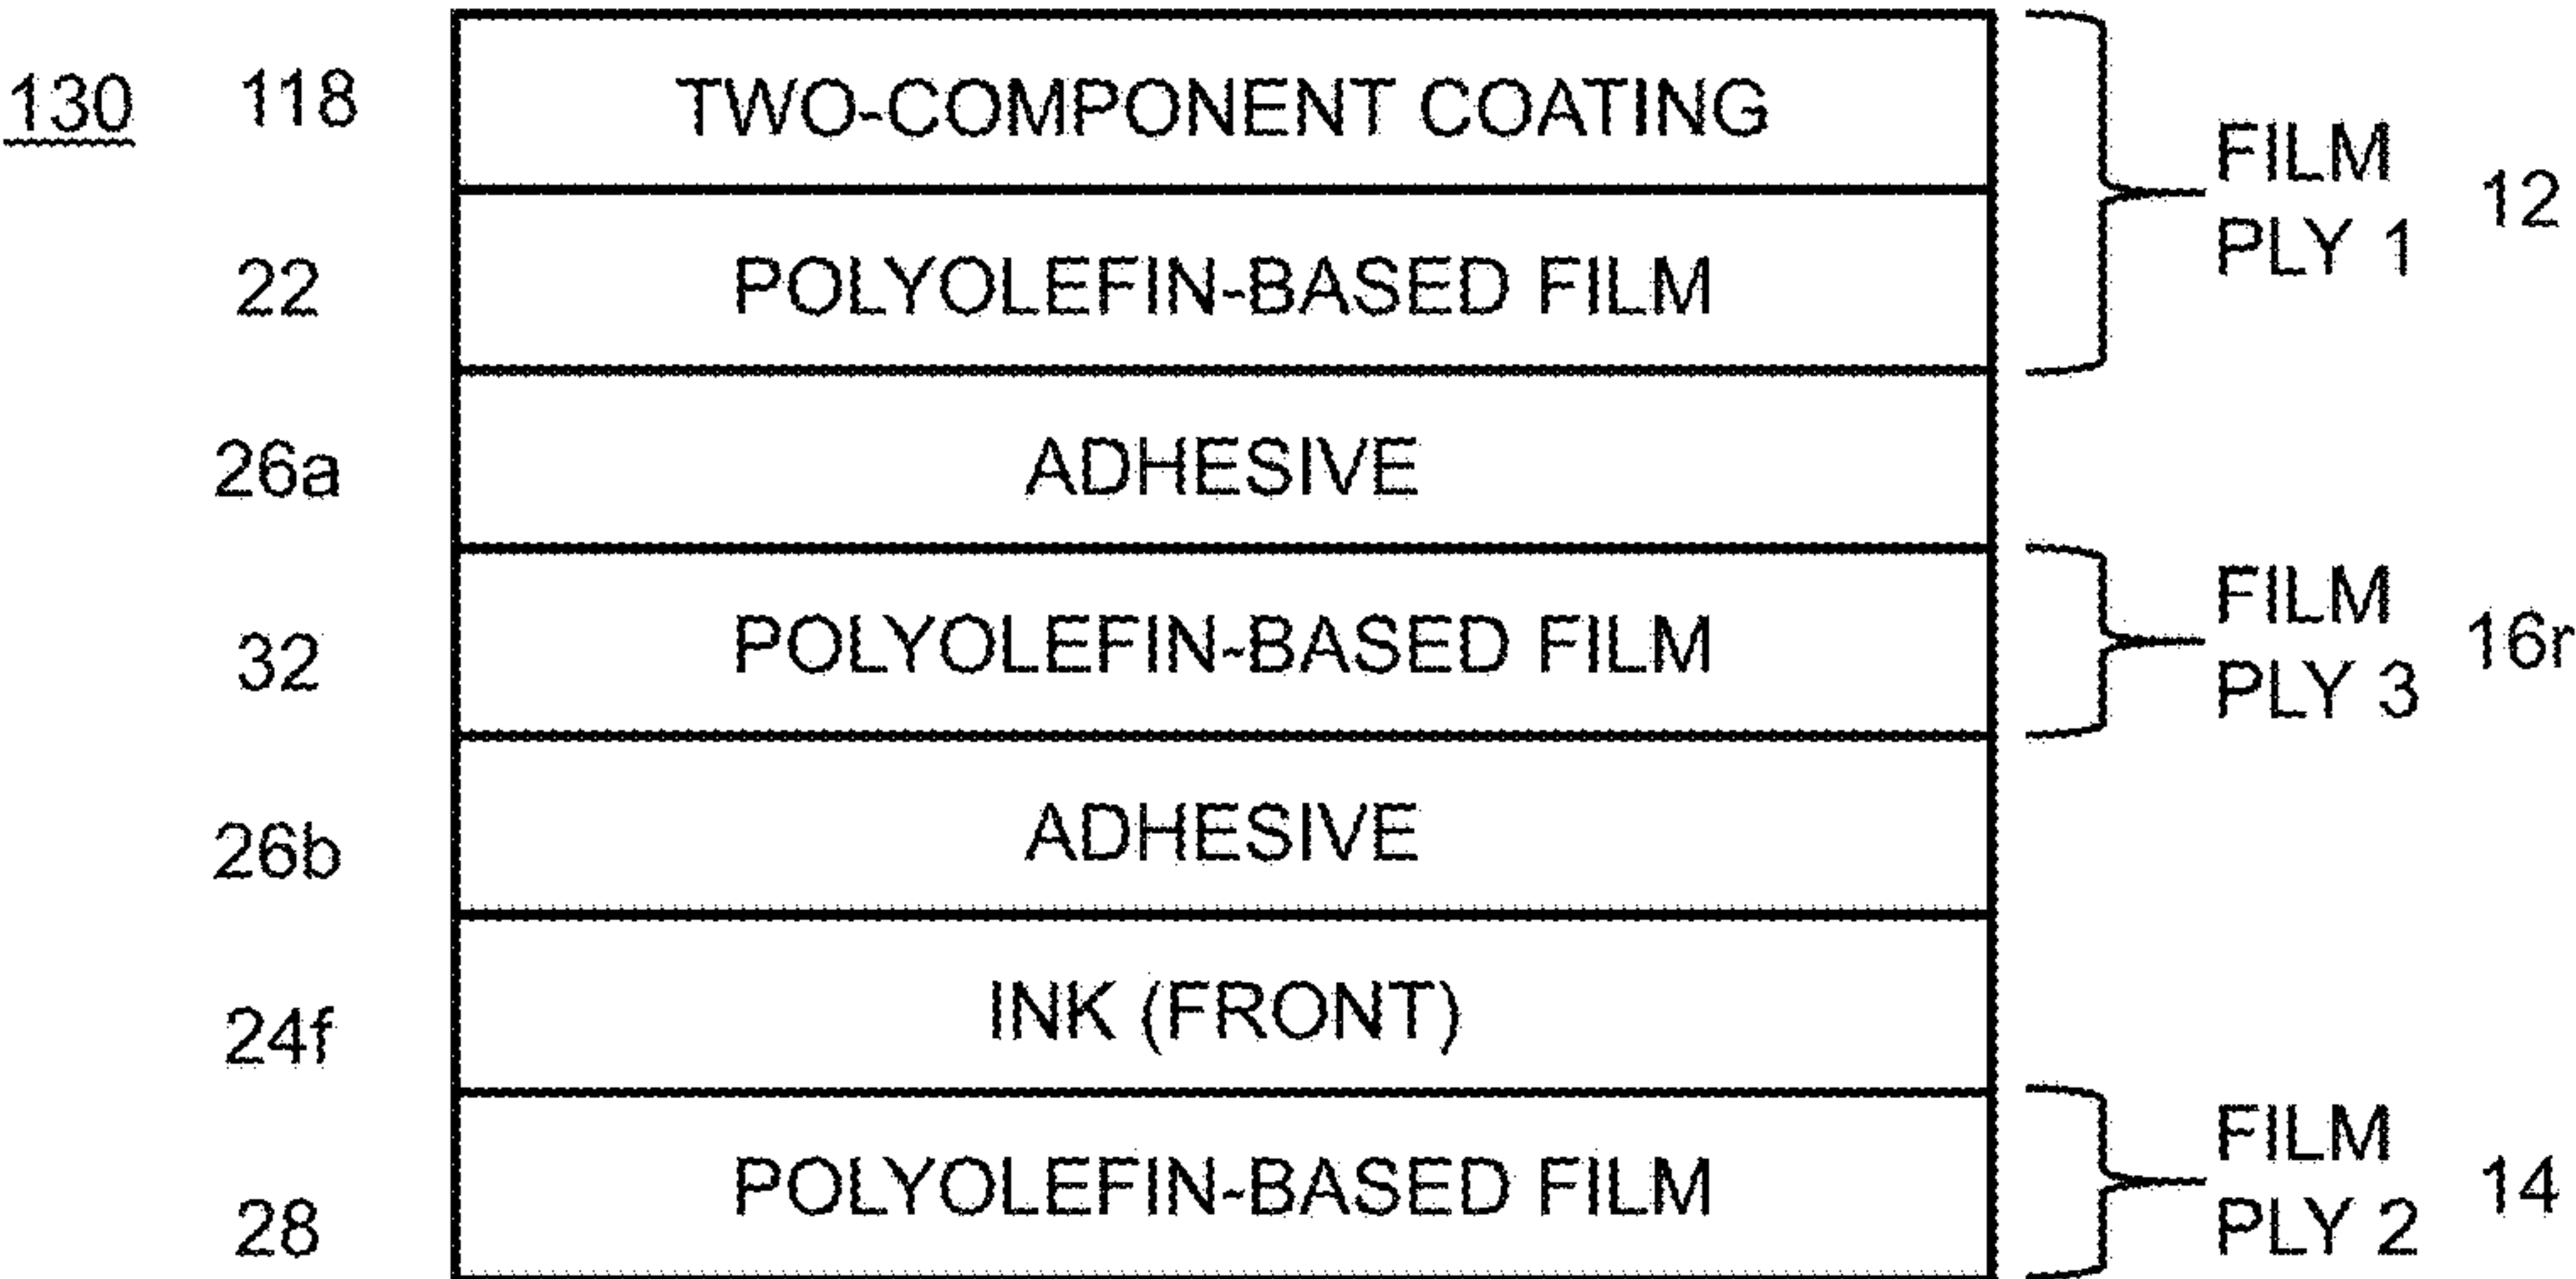 130 118 TWO-COMPONENT COATING
FILM
PLY 1 12
22 POLYOLEFIN-BASED FILM
26a ADHESIVE
32 POLYOLEFIN-BASED FILM
FILM
PLY 3 16r
26b ADHESIVE
24f INK (FRONT)
28 POLYOLEFIN-BASED FILM
FILM
PLY 2 14